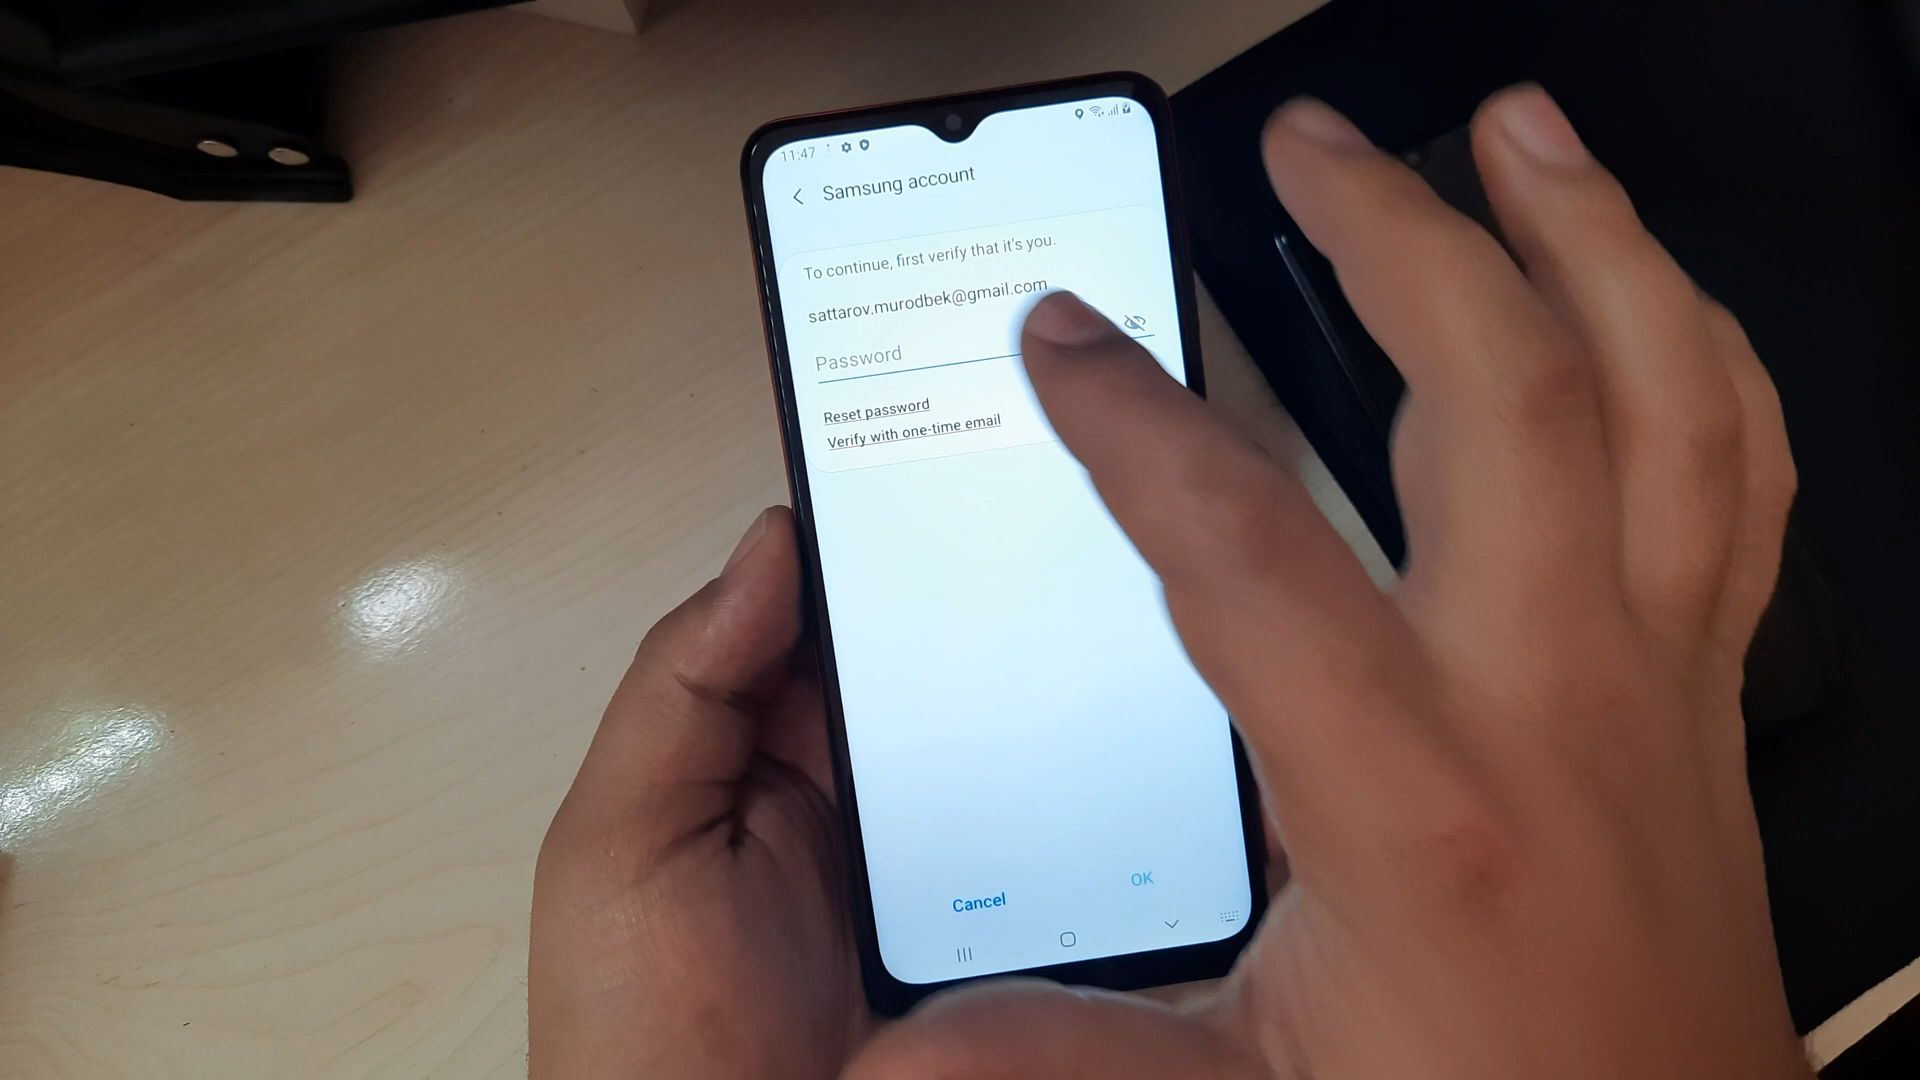 11:47
Samsung account
To continue, first verify that it's you.
sattarov.murodbek@gmail.com
Password
Reset password
Verify with one-time email
Cancel
OK